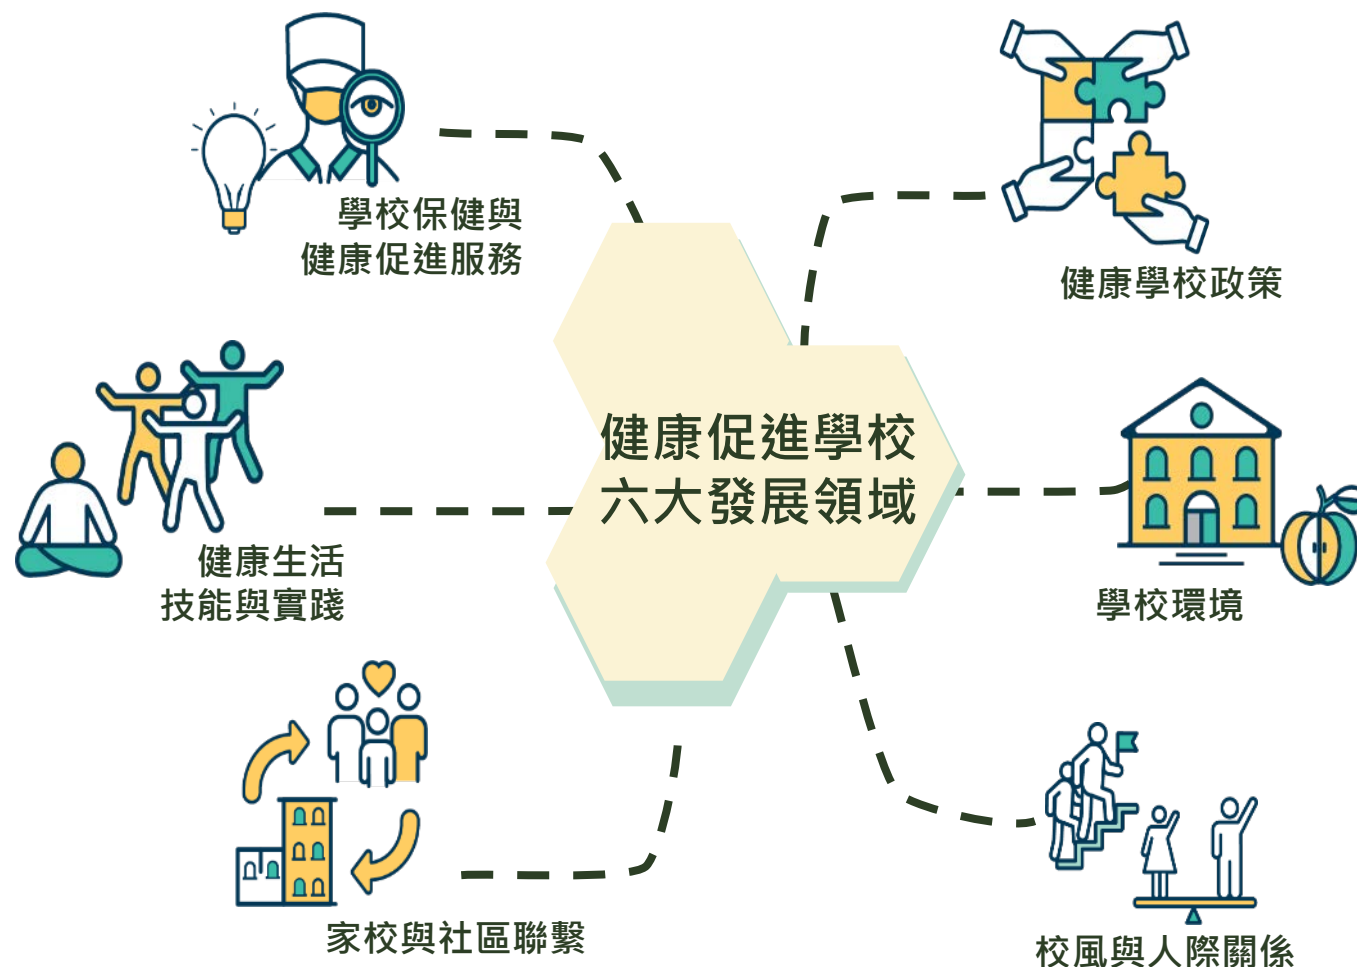 學校保健與
健康促進服務
健康學校政策
健康促進學校
六大發展領域
健康生活
技能與實踐
學校環境
家校與社區聯繫
校風與人際關係